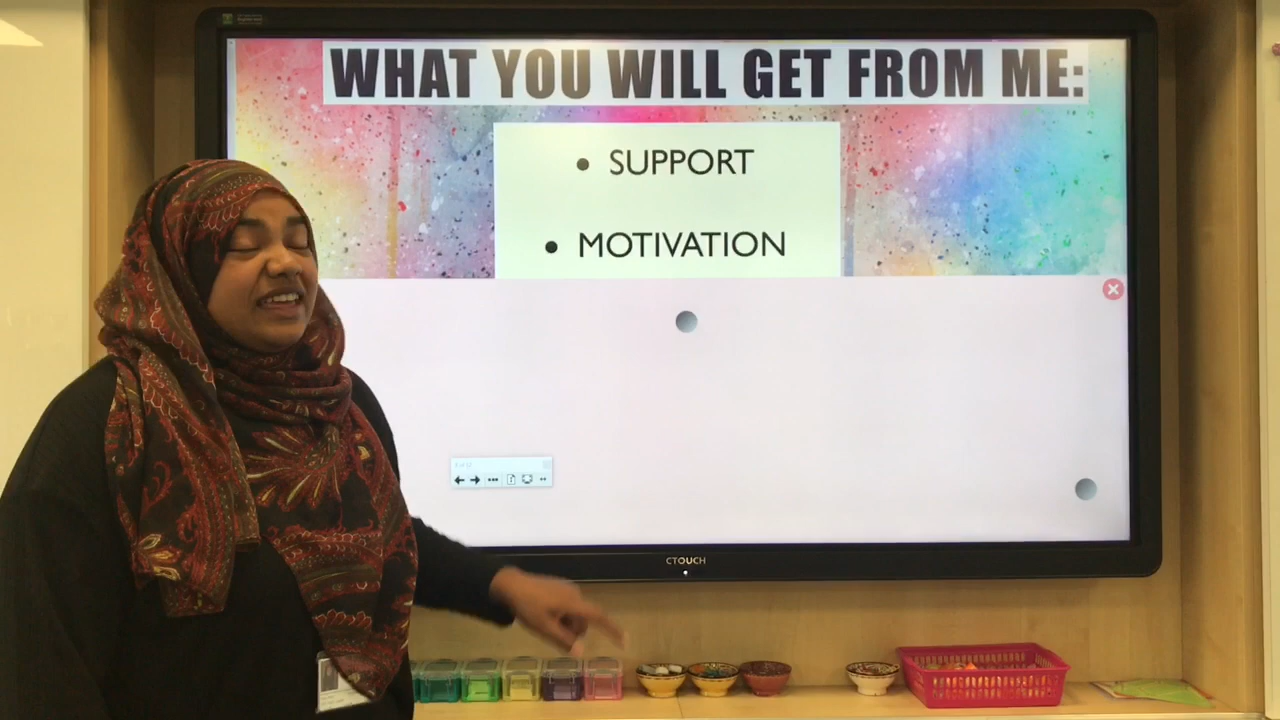 WHAT YOU WILL GET FROM ME:
• SUPPORT
• MOTIVATION
CTOUCH